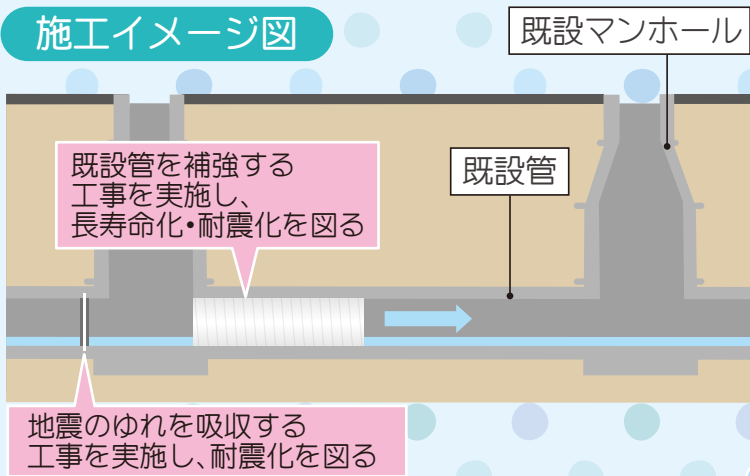 施工イメージ図
既設マンホール
既設管を補強する
工事を実施し、
長寿命化・耐震化を図る
既設管
地震のゆれを吸収する
工事を実施し、耐震化を図る